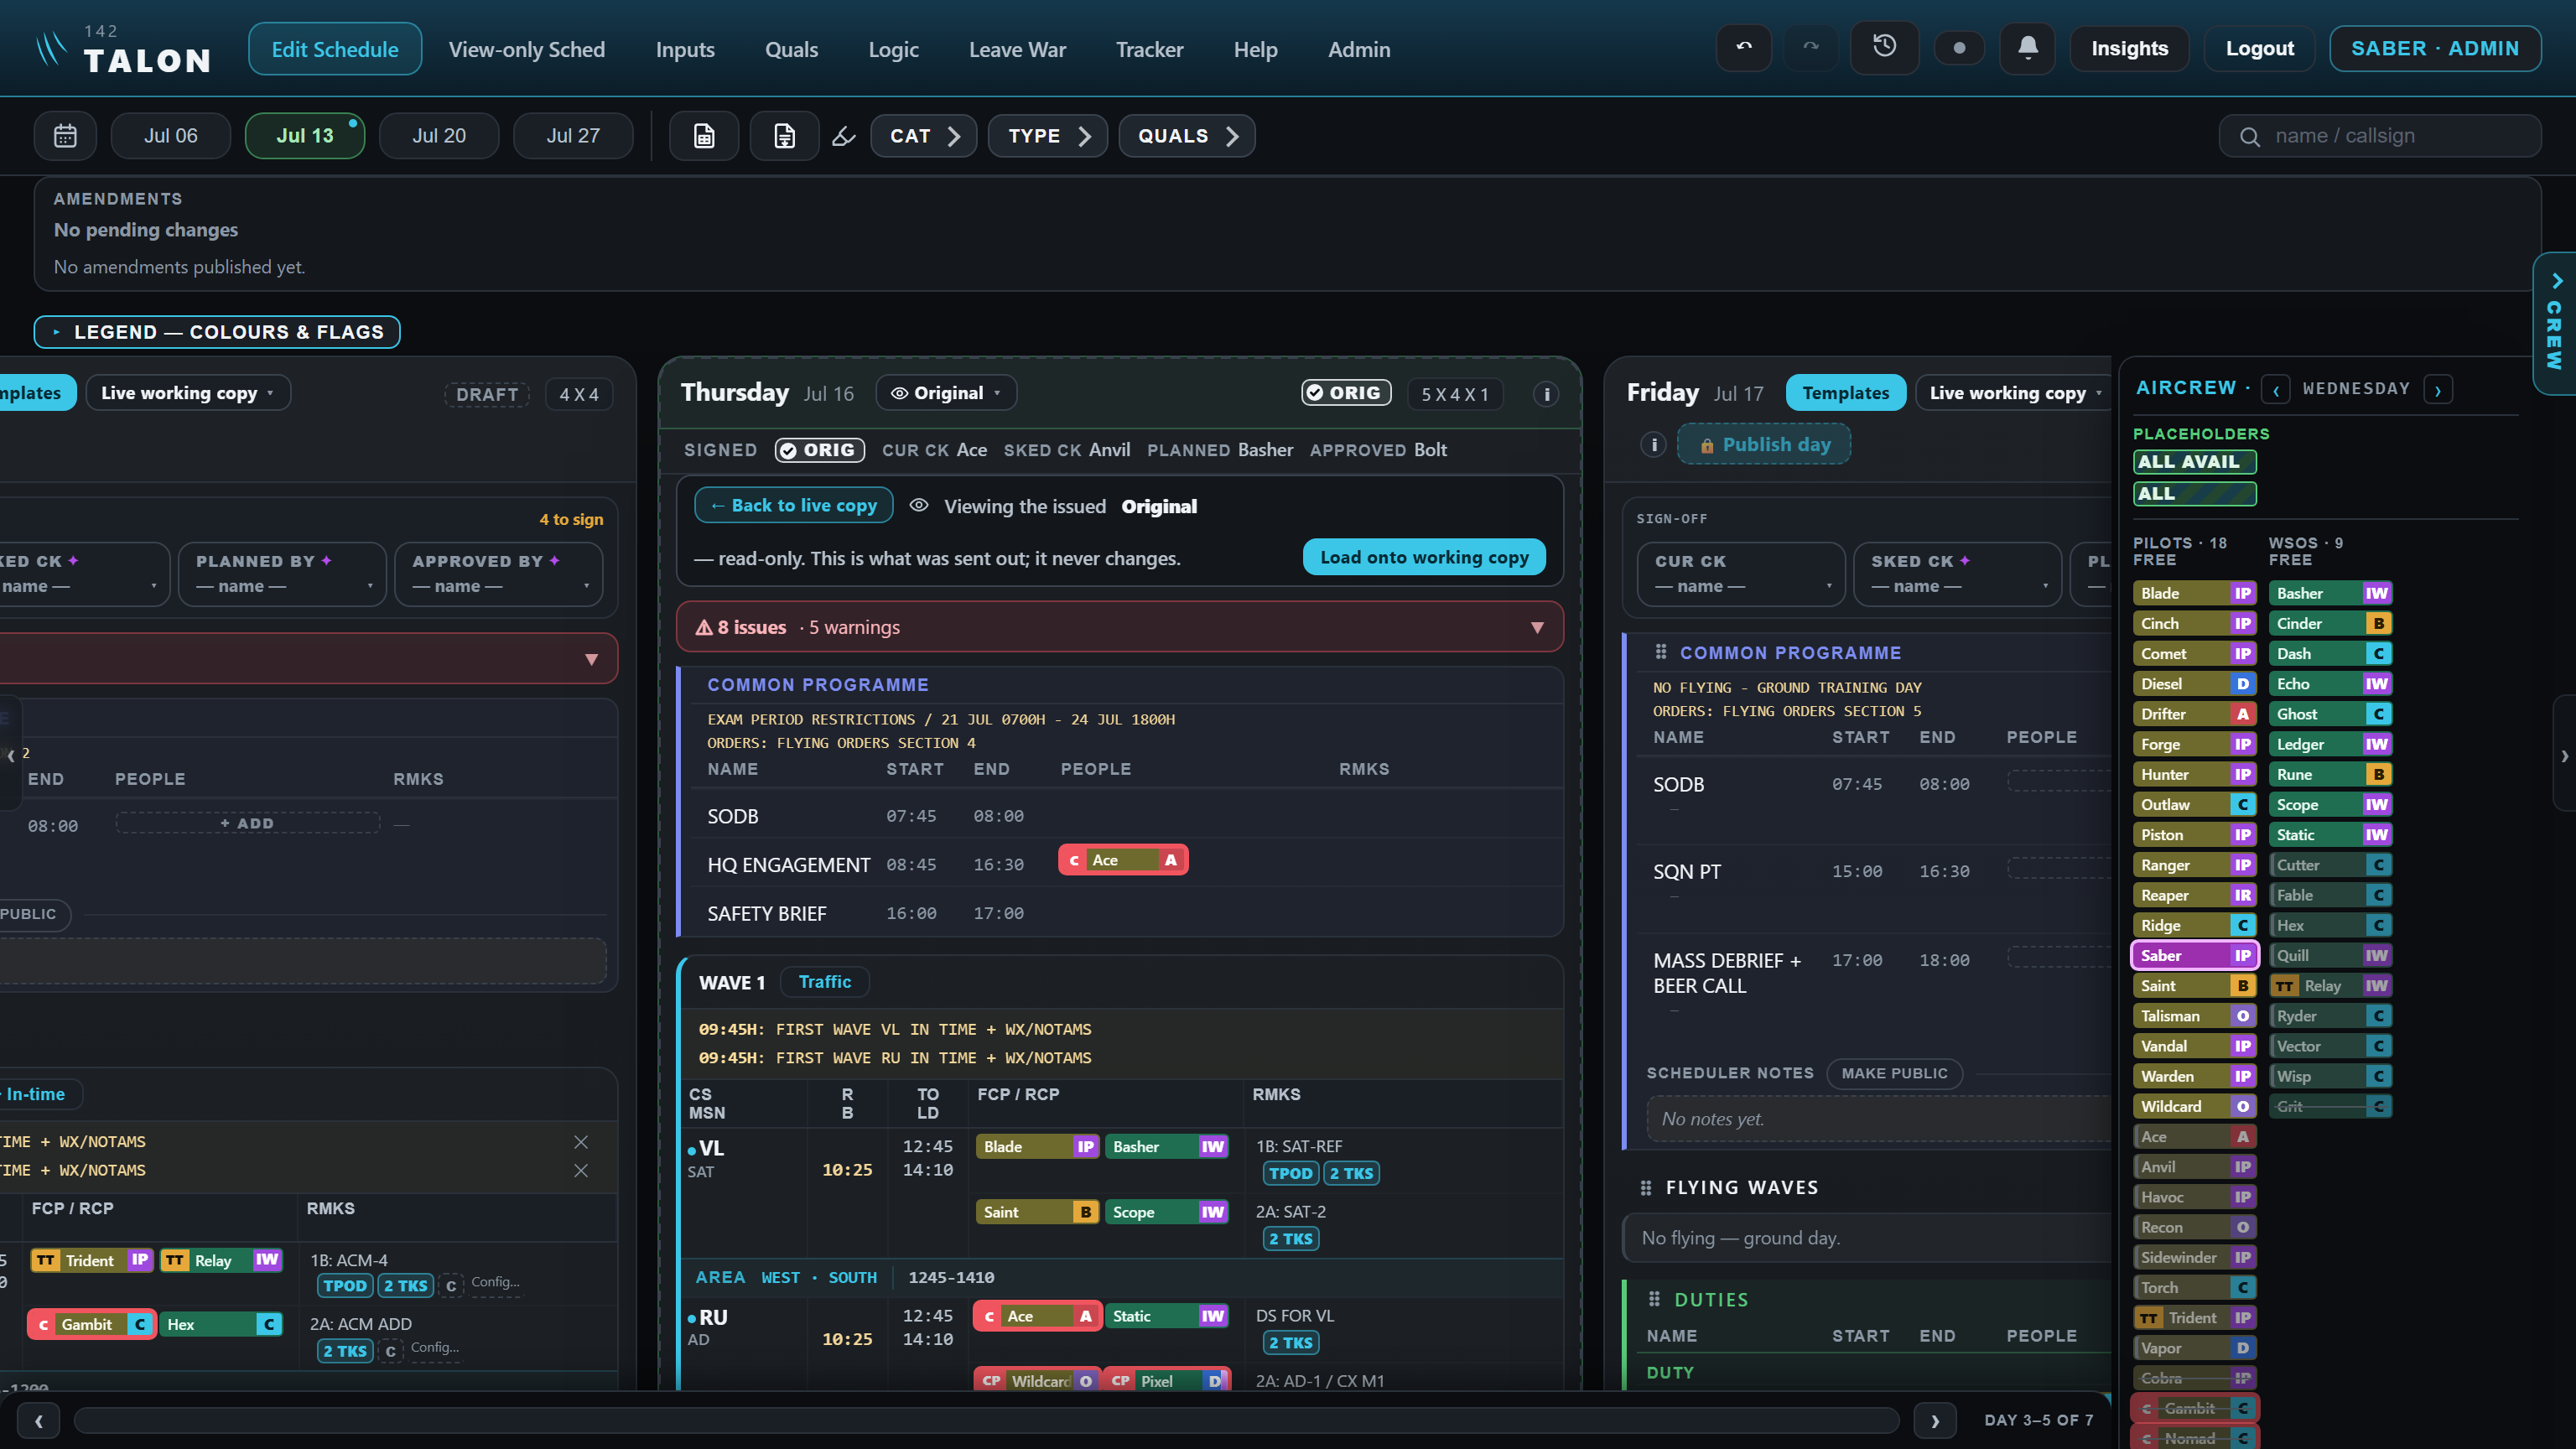 142
TALON
Edit Schedule
View-only Sched
Inputs
Quals
Logic
Leave War
Tracker
Help
Admin
Insights
Logout
SABER · ADMIN
Jul 06
Jul 13
Jul 20
Jul 27
CAT
TYPE
QUALS
name / callsign
AMENDMENTS
No pending changes
No amendments published yet.
LEGEND — COLOURS & FLAGS
CREW
mplates
Live working copy
DRAFT
4 X 4
4 to sign
KED CK
name —
PLANNED BY
— name —
APPROVED BY
— name —
2
END PEOPLE RMKS
08:00 + ADD —
PUBLIC
In-time
TIME + WX/NOTAMS
TIME + WX/NOTAMS
FCP / RCP RMKS
TT Trident IP TT Relay IW 1B: ACM-4
TPOD 2 TKS C Config...
C Gambit C Hex C 2A: ACM ADD
2 TKS C Config...
-1200
Thursday Jul 16 Original ORIG 5 X 4 X 1 i
SIGNED ORIG CUR CK Ace SKED CK Anvil PLANNED Basher APPROVED Bolt
← Back to live copy Viewing the issued Original
— read-only. This is what was sent out; it never changes. Load onto working copy
8 issues · 5 warnings
COMMON PROGRAMME
EXAM PERIOD RESTRICTIONS / 21 JUL 0700H - 24 JUL 1800H
ORDERS: FLYING ORDERS SECTION 4
NAME START END PEOPLE RMKS
SODB 07:45 08:00
HQ ENGAGEMENT 08:45 16:30 C Ace A
SAFETY BRIEF 16:00 17:00
WAVE 1 Traffic
09:45H: FIRST WAVE VL IN TIME + WX/NOTAMS
09:45H: FIRST WAVE RU IN TIME + WX/NOTAMS
CS R TO FCP / RCP RMKS
MSN B LD
VL 12:45 Blade IP Basher IW 1B: SAT-REF
SAT 10:25 14:10 TPOD 2 TKS
Saint B Scope IW 2A: SAT-2
2 TKS
AREA WEST · SOUTH 1245-1410
RU 12:45 C Ace A Static IW DS FOR VL
AD 10:25 14:10 2 TKS
CP Wildcard O CP Pixel D 2A: AD-1 / CX M1
Friday Jul 17 Templates Live working copy
i Publish day
SIGN-OFF
CUR CK
— name —
SKED CK
— name —
PL
—
COMMON PROGRAMME
NO FLYING - GROUND TRAINING DAY
ORDERS: FLYING ORDERS SECTION 5
NAME START END PEOPLE
SODB 07:45 08:00
—
SQN PT 15:00 16:30
—
MASS DEBRIEF + 17:00 18:00
BEER CALL
—
SCHEDULER NOTES MAKE PUBLIC
No notes yet.
FLYING WAVES
No flying — ground day.
DUTIES
NAME START END PEOPLE
DUTY
AIRCREW · WEDNESDAY
PLACEHOLDERS
ALL AVAIL
ALL
PILOTS · 18 FREE
WSOS · 9 FREE
Blade IP Basher IW
Cinch IP Cinder B
Comet IP Dash C
Diesel D Echo IW
Drifter A Ghost C
Forge IP Ledger IW
Hunter IP Rune B
Outlaw C Scope IW
Piston IP Static IW
Ranger IP Cutter C
Reaper IR Fable C
Ridge C Hex C
Saber IP Quill IW
Saint B TT Relay IW
Talisman O Ryder C
Vandal IP Vector C
Warden IP Wisp C
Wildcard O Grit C
Ace A
Anvil IP
Havoc IP
Recon O
Sidewinder IP
Torch C
TT Trident IP
Vapor D
Cobra IP
C Gambit C
C Nomad C
DAY 3–5 OF 7